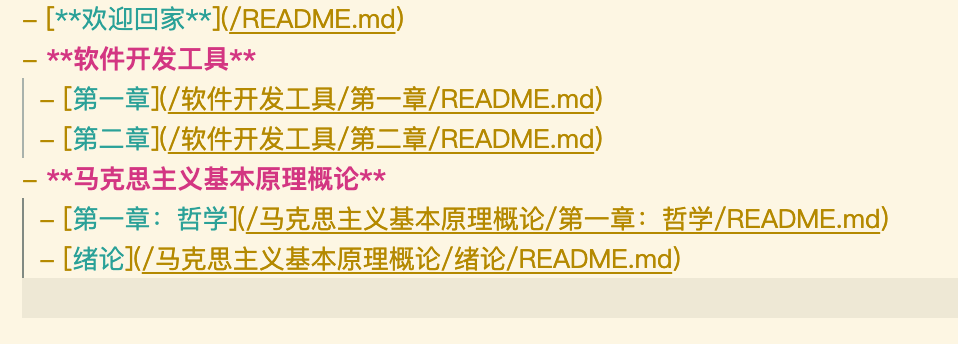 - [**欢迎回家**](/README.md)
- **软件开发工具**
- [第一章](/软件开发工具/第一章/README.md)
- [第二章](/软件开发工具/第二章/README.md)
- **马克思主义基本原理概论**
- [第一章：哲学](/马克思主义基本原理概论/第一章：哲学/README.md)
- [绪论](/马克思主义基本原理概论/绪论/README.md)